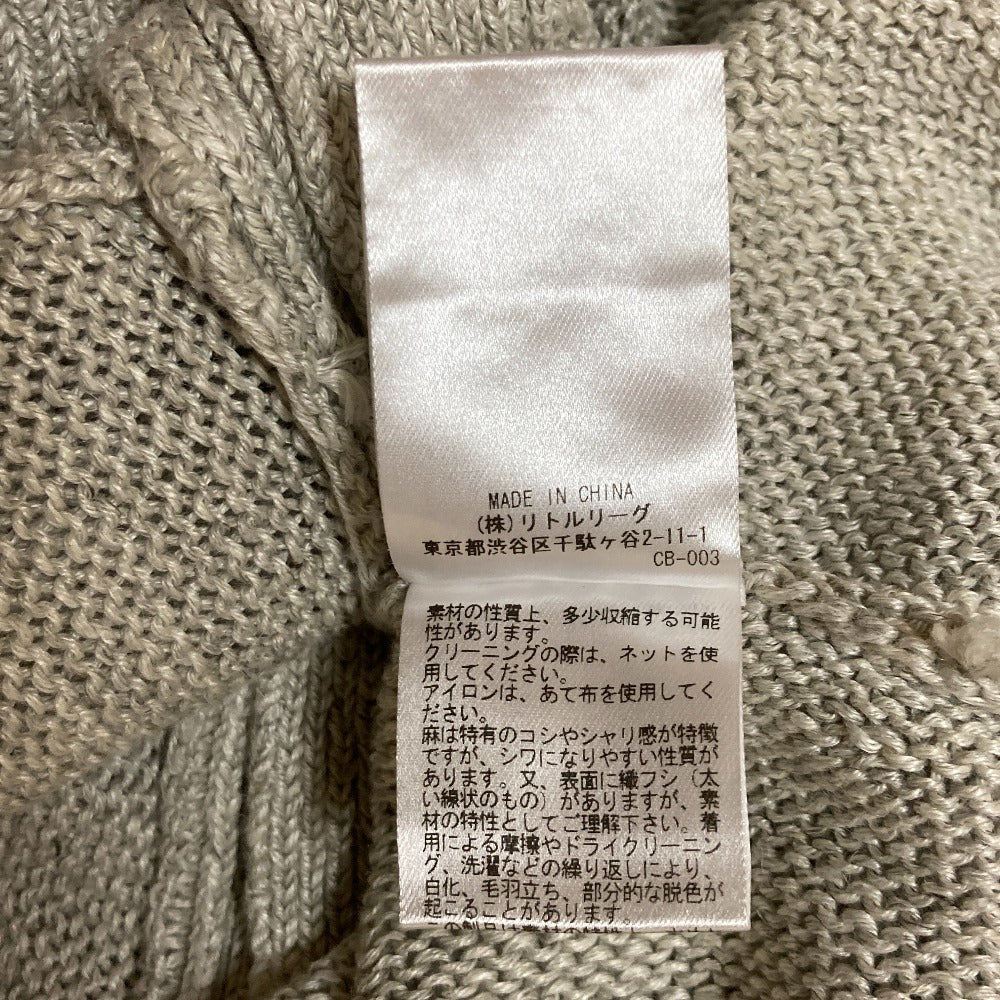 MADE IN CHINA
(株)リトルリーグ
東京都渋谷区千駄ヶ谷2-11-1
CB-003
素材の性質上、多少収縮する可能
性があります。
クリーニングの際は、ネットを使
用してください。
アイロンは、あて布を使用してく
ださい。
麻は特有のコシやシャリ感が特徴
ですが、シワになりやすい性質が
あります。又、表面に織フシ（太
い線状のもの）がありますが、素
材の特性としてご理解下さい。着
用による摩擦やドライクリーニン
グ、洗濯などの繰り返しにより、
白化、毛羽立ち、部分的な脱色が
起こることがあります。